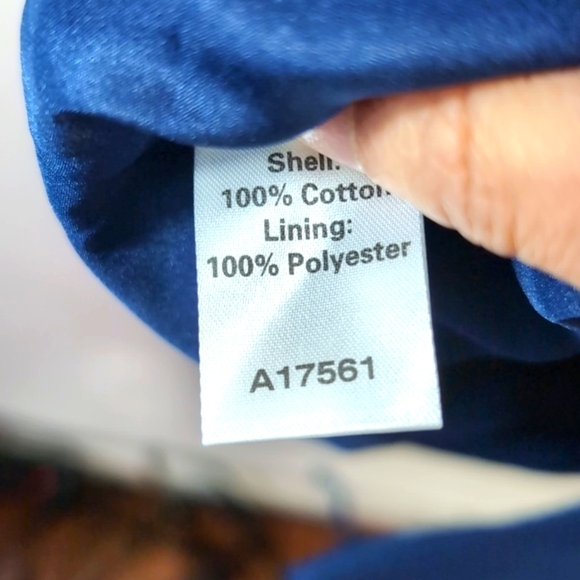 Shell:
100% Cotton
Lining:
100% Polyester
A17561